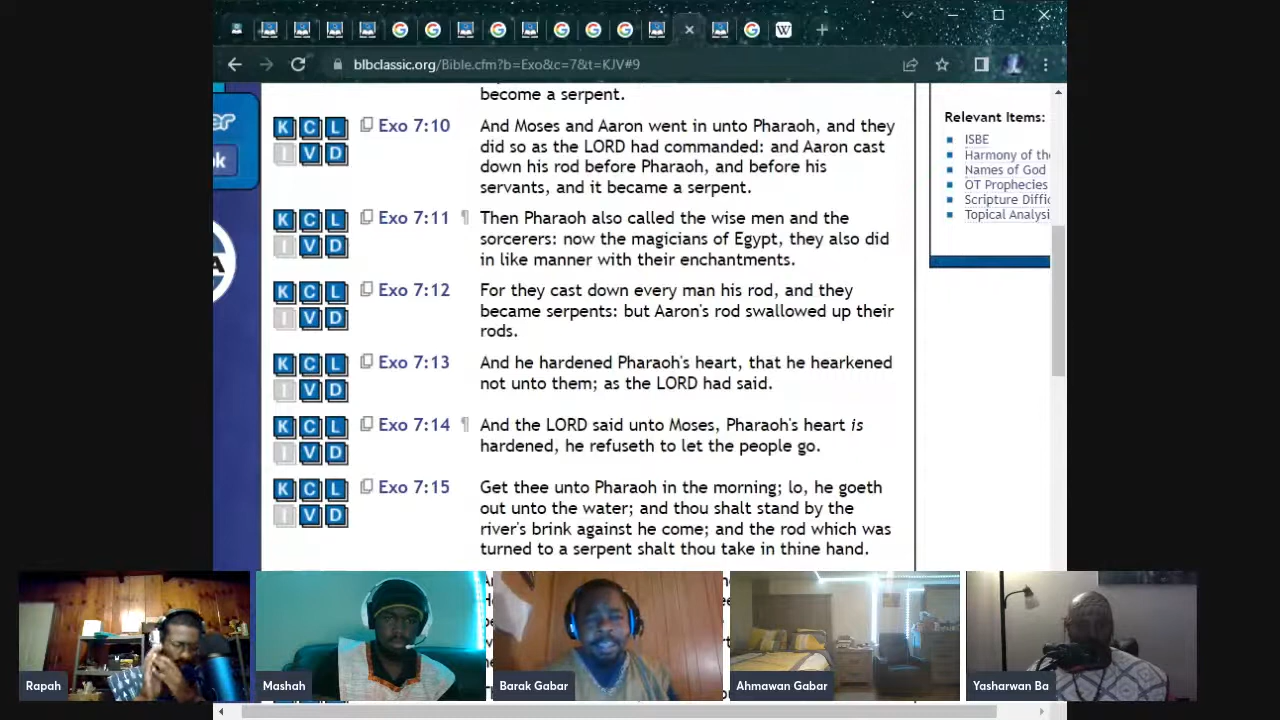 blbclassic.org/Bible.cfm?b=Exo&c=7&t=KJV#9
become a serpent.
K C L
I V D
Exo 7:10
And Moses and Aaron went in unto Pharaoh, and they
did so as the LORD had commanded: and Aaron cast
down his rod before Pharaoh, and before his
servants, and it became a serpent.
K C L
I V D
Exo 7:11 ¶
Then Pharaoh also called the wise men and the
sorcerers: now the magicians of Egypt, they also did
in like manner with their enchantments.
K C L
I V D
Exo 7:12
For they cast down every man his rod, and they
became serpents: but Aaron's rod swallowed up their
rods.
K C L
I V D
Exo 7:13
And he hardened Pharaoh's heart, that he hearkened
not unto them; as the LORD had said.
K C L
I V D
Exo 7:14 ¶
And the LORD said unto Moses, Pharaoh's heart is
hardened, he refuseth to let the people go.
K C L
I V D
Exo 7:15
Get thee unto Pharaoh in the morning; lo, he goeth
out unto the water; and thou shalt stand by the
river's brink against he come; and the rod which was
turned to a serpent shalt thou take in thine hand.
Relevant Items:
ISBE
Harmony of the
Names of God
OT Prophecies
Scripture Diffic
Topical Analysi
Rapah
Mashah
Barak Gabar
Ahmawan Gabar
Yasharwan Ba